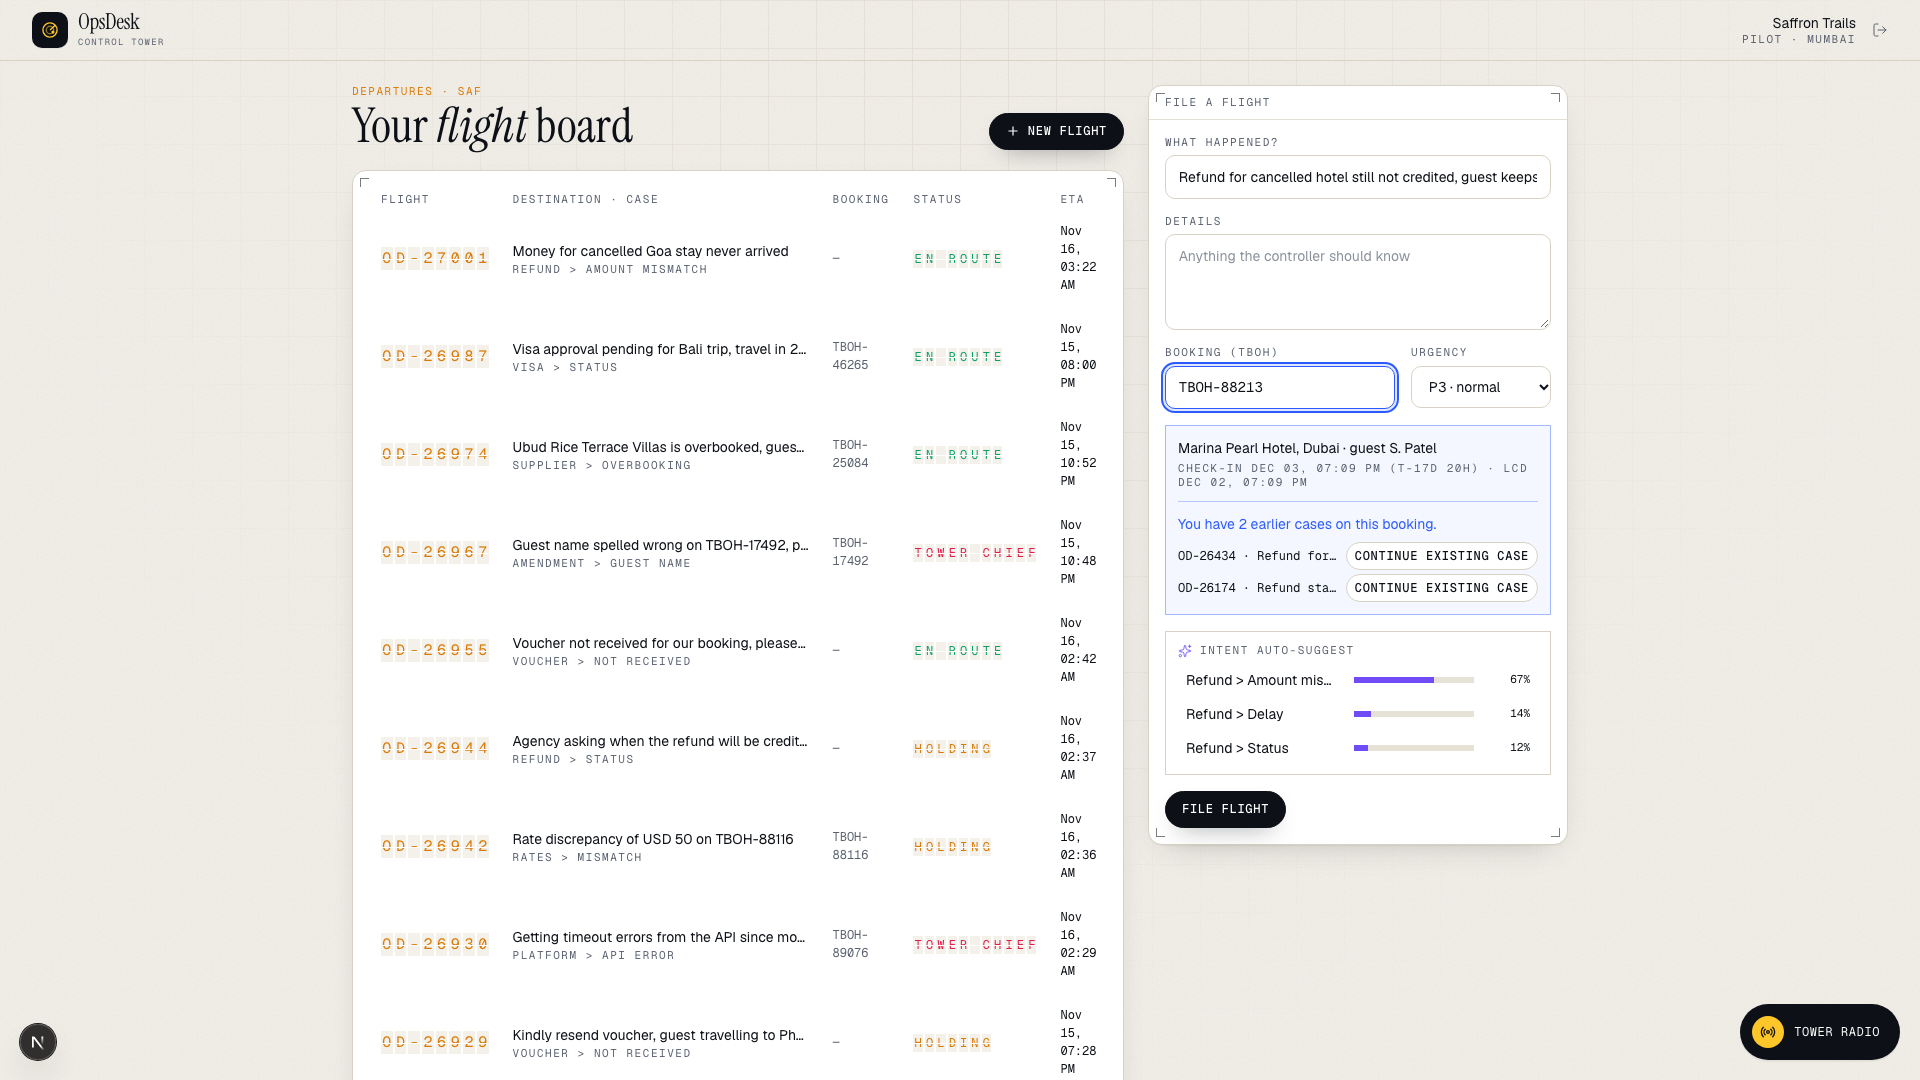 OpsDesk
CONTROL TOWER
Saffron Trails
PILOT · MUMBAI
DEPARTURES · SAF
Your flight board
+ NEW FLIGHT
FLIGHT DESTINATION · CASE BOOKING STATUS ETA
OD-27001 Money for cancelled Goa stay never arrived – EN ROUTE Nov 16, 03:22 AM
REFUND > AMOUNT MISMATCH
OD-26987 Visa approval pending for Bali trip, travel in 2… TBOH-46265 EN ROUTE Nov 15, 08:00 PM
VISA > STATUS
OD-26974 Ubud Rice Terrace Villas is overbooked, gues… TBOH-25084 EN ROUTE Nov 15, 10:52 PM
SUPPLIER > OVERBOOKING
OD-26967 Guest name spelled wrong on TBOH-17492, p… TBOH-17492 TOWER CHIEF Nov 15, 10:48 PM
AMENDMENT > GUEST NAME
OD-26955 Voucher not received for our booking, please… – EN ROUTE Nov 16, 02:42 AM
VOUCHER > NOT RECEIVED
OD-26944 Agency asking when the refund will be credit… – HOLDING Nov 16, 02:37 AM
REFUND > STATUS
OD-26942 Rate discrepancy of USD 50 on TBOH-88116 TBOH-88116 HOLDING Nov 16, 02:36 AM
RATES > MISMATCH
OD-26930 Getting timeout errors from the API since mo… TBOH-89076 TOWER CHIEF Nov 16, 02:29 AM
PLATFORM > API ERROR
OD-26929 Kindly resend voucher, guest travelling to Ph… – HOLDING Nov 15, 07:28 PM
VOUCHER > NOT RECEIVED
FILE A FLIGHT
WHAT HAPPENED?
Refund for cancelled hotel still not credited, guest keeps
DETAILS
Anything the controller should know
BOOKING (TBOH) URGENCY
TBOH-88213 P3 · normal
Marina Pearl Hotel, Dubai · guest S. Patel
CHECK-IN DEC 03, 07:09 PM (T-17D 20H) · LCD
DEC 02, 07:09 PM
You have 2 earlier cases on this booking.
OD-26434 · Refund for… CONTINUE EXISTING CASE
OD-26174 · Refund sta… CONTINUE EXISTING CASE
INTENT AUTO-SUGGEST
Refund > Amount mis… 67%
Refund > Delay 14%
Refund > Status 12%
FILE FLIGHT
N
TOWER RADIO